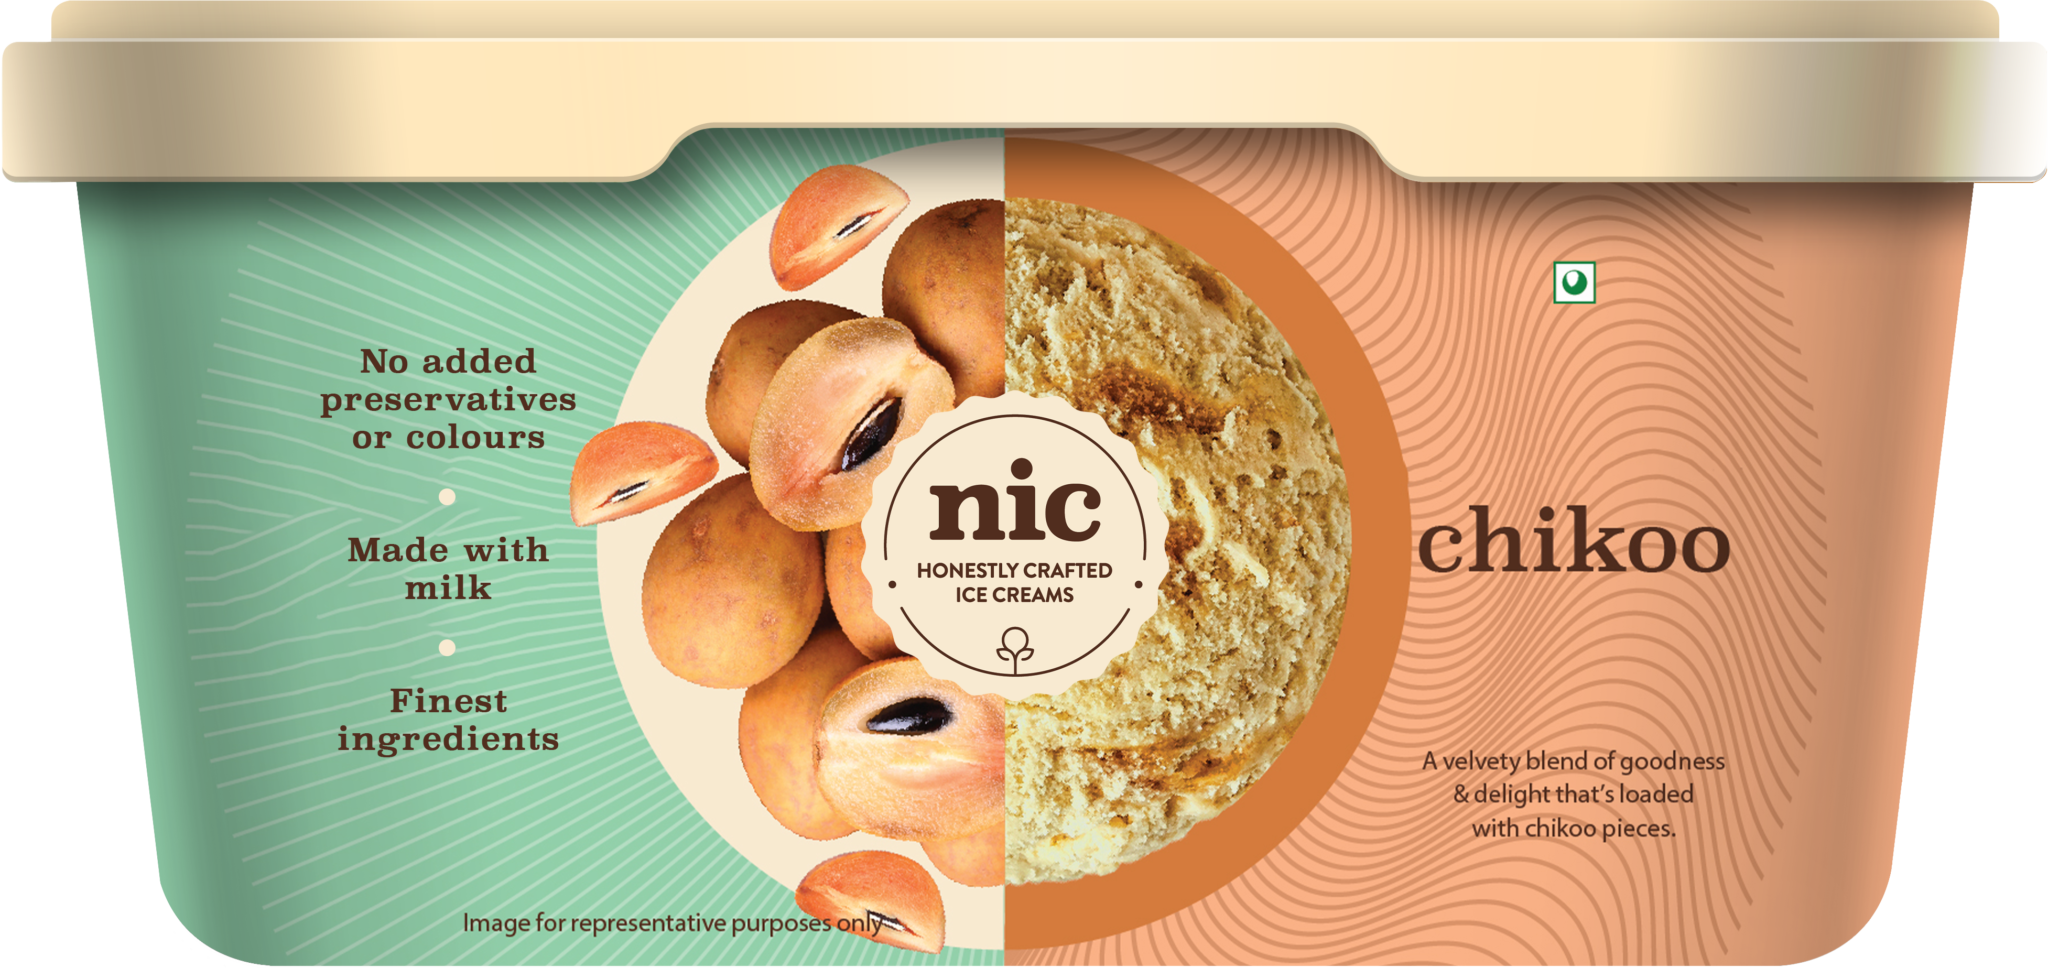 No added
preservatives
or colours
Made with
milk
Finest
ingredients
nic
HONESTLY CRAFTED
ICE CREAMS
chikoo
A velvety blend of goodness
& delight that's loaded
with chikoo pieces.
Image for representative purposes only